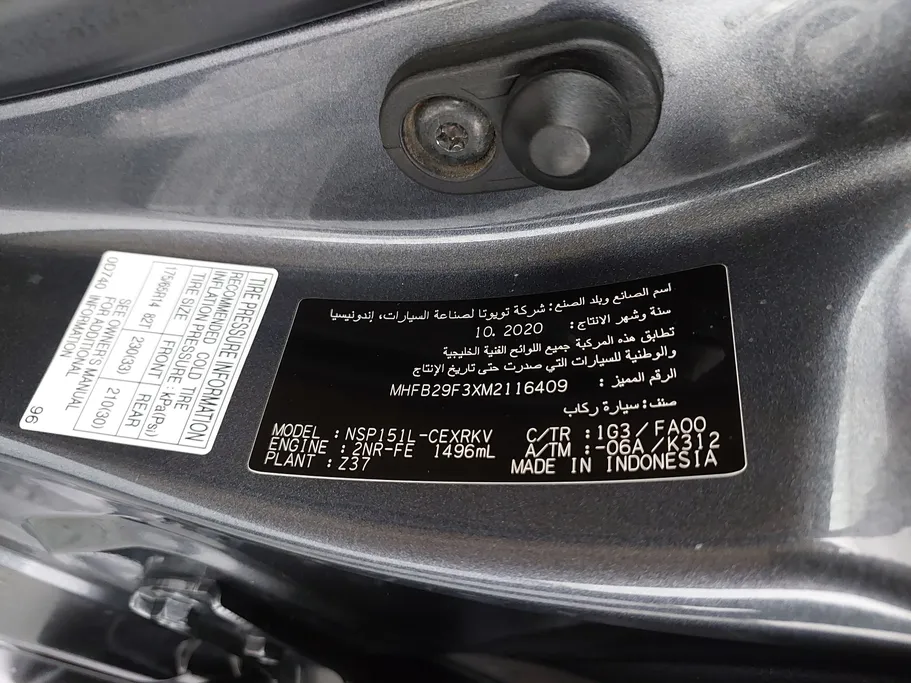 اسم الصانع وبلد الصنع: شركة تويوتا لصناعة السيارات، إندونيسيا
سنة وشهر الانتاج: 10. 2020
تطابق هذه المركبة جميع اللوائح الفنية الخليجية
والوطنية للسيارات التي صدرت حتى تاريخ الإنتاج
الرقم المميز : MHFB29F3XM2116409
صنف: سيارة ركاب
MODEL : NSP151L-CEXRKV C/TR : 1G3/ FA00
ENGINE : 2NR-FE 1496mL A/TM : -06A /K312
PLANT : Z37 MADE IN INDONESIA
TIRE PRESSURE INFORMATION
RECOMMENDED COLD TIRE
INFLATION PRESSURE : kPa(Psi)
TIRE SIZE FRONT REAR
175/65R14 82T 230(33) 210(30)
SEE OWNER'S MANUAL
FOR ADDITIONAL
INFORMATION
0D740 96